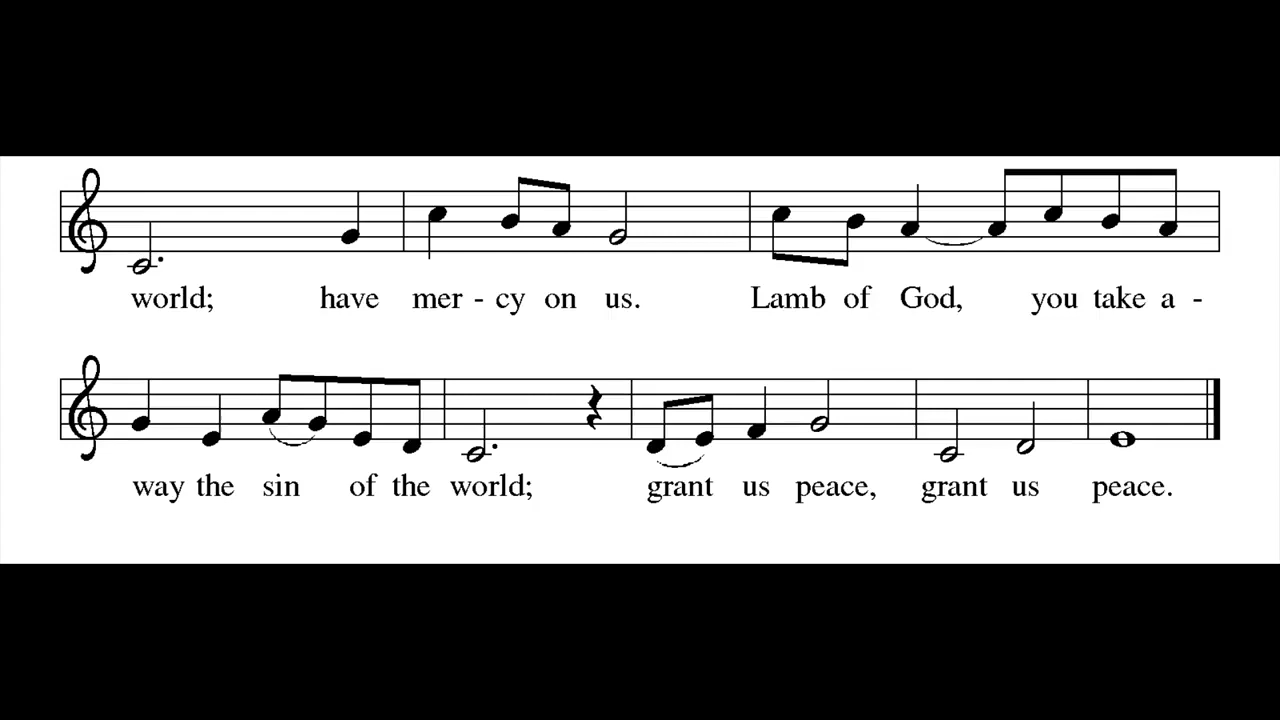 world; have mer - cy on us. Lamb of God, you take a -
way the sin of the world; grant us peace, grant us peace.